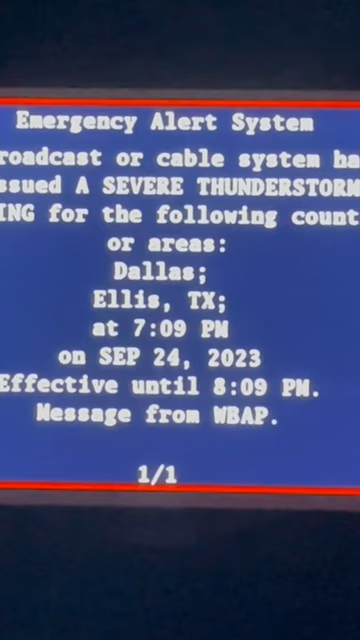 Emergency Alert System
roadcast or cable system ha
ssued A SEVERE THUNDERSTORM
ING for the following count
or areas:
Dallas;
Ellis, TX;
at 7:09 PM
on SEP 24, 2023
Effective until 8:09 PM.
Message from WBAP.
1/1